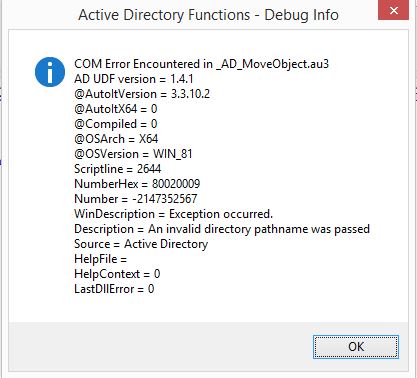 Active Directory Functions - Debug Info
COM Error Encountered in _AD_MoveObject.au3
AD UDF version = 1.4.1
@AutoItVersion = 3.3.10.2
@AutoItX64 = 0
@Compiled = 0
@OSArch = X64
@OSVersion = WIN_81
Scriptline = 2644
NumberHex = 80020009
Number = -2147352567
WinDescription = Exception occurred.
Description = An invalid directory pathname was passed
Source = Active Directory
HelpFile =
HelpContext = 0
LastDllError = 0
OK